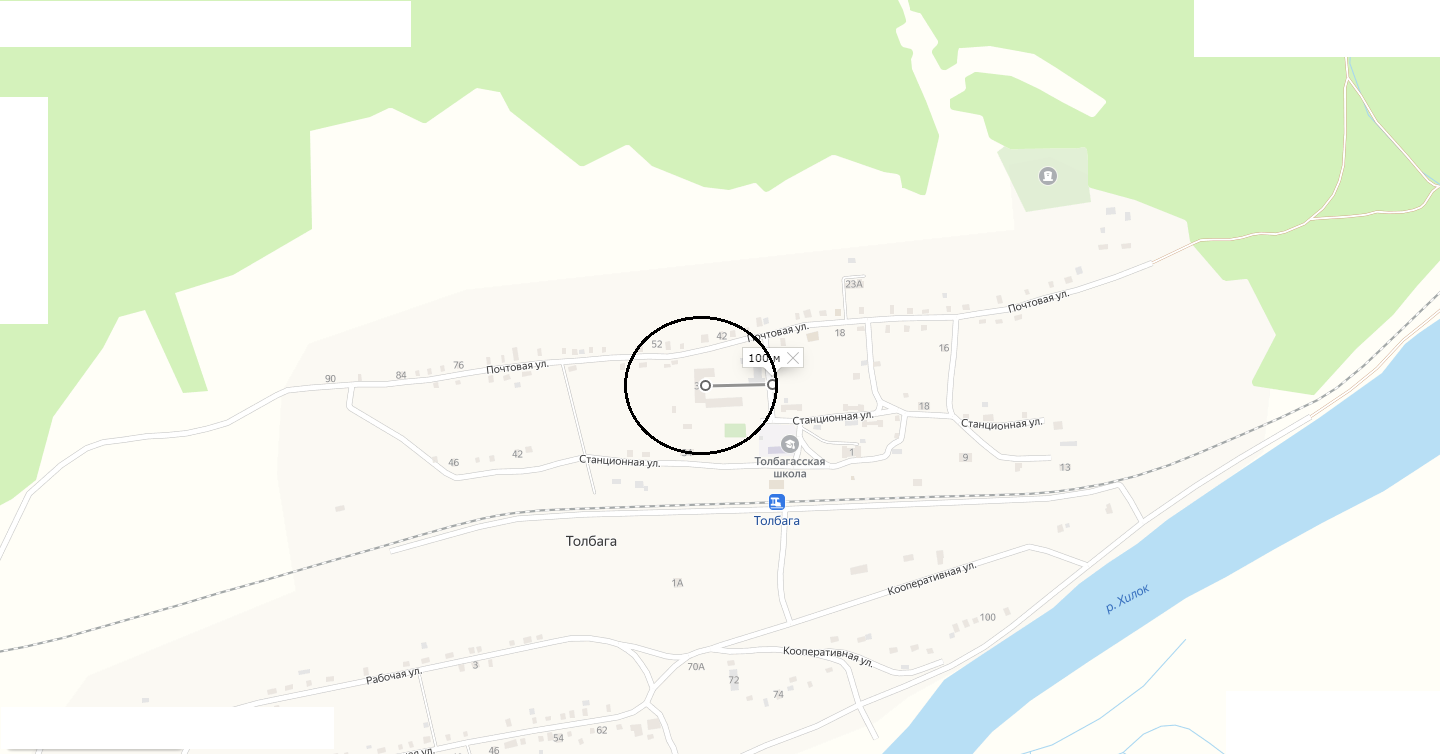 23А
Почтовая ул.
Почтовая ул.
18
42
52
16
100 м
76
Почтовая ул.
84
90
18
Станционная ул.
Станционная ул.
42
46
Станционная ул.
1
9
13
Толбагасская
школа
Толбага
Толбага
1А
Кооперативная ул.
р. Хилок
100
Кооперативная ул.
70А
3
Рабочая ул.
72
74
62
54
46